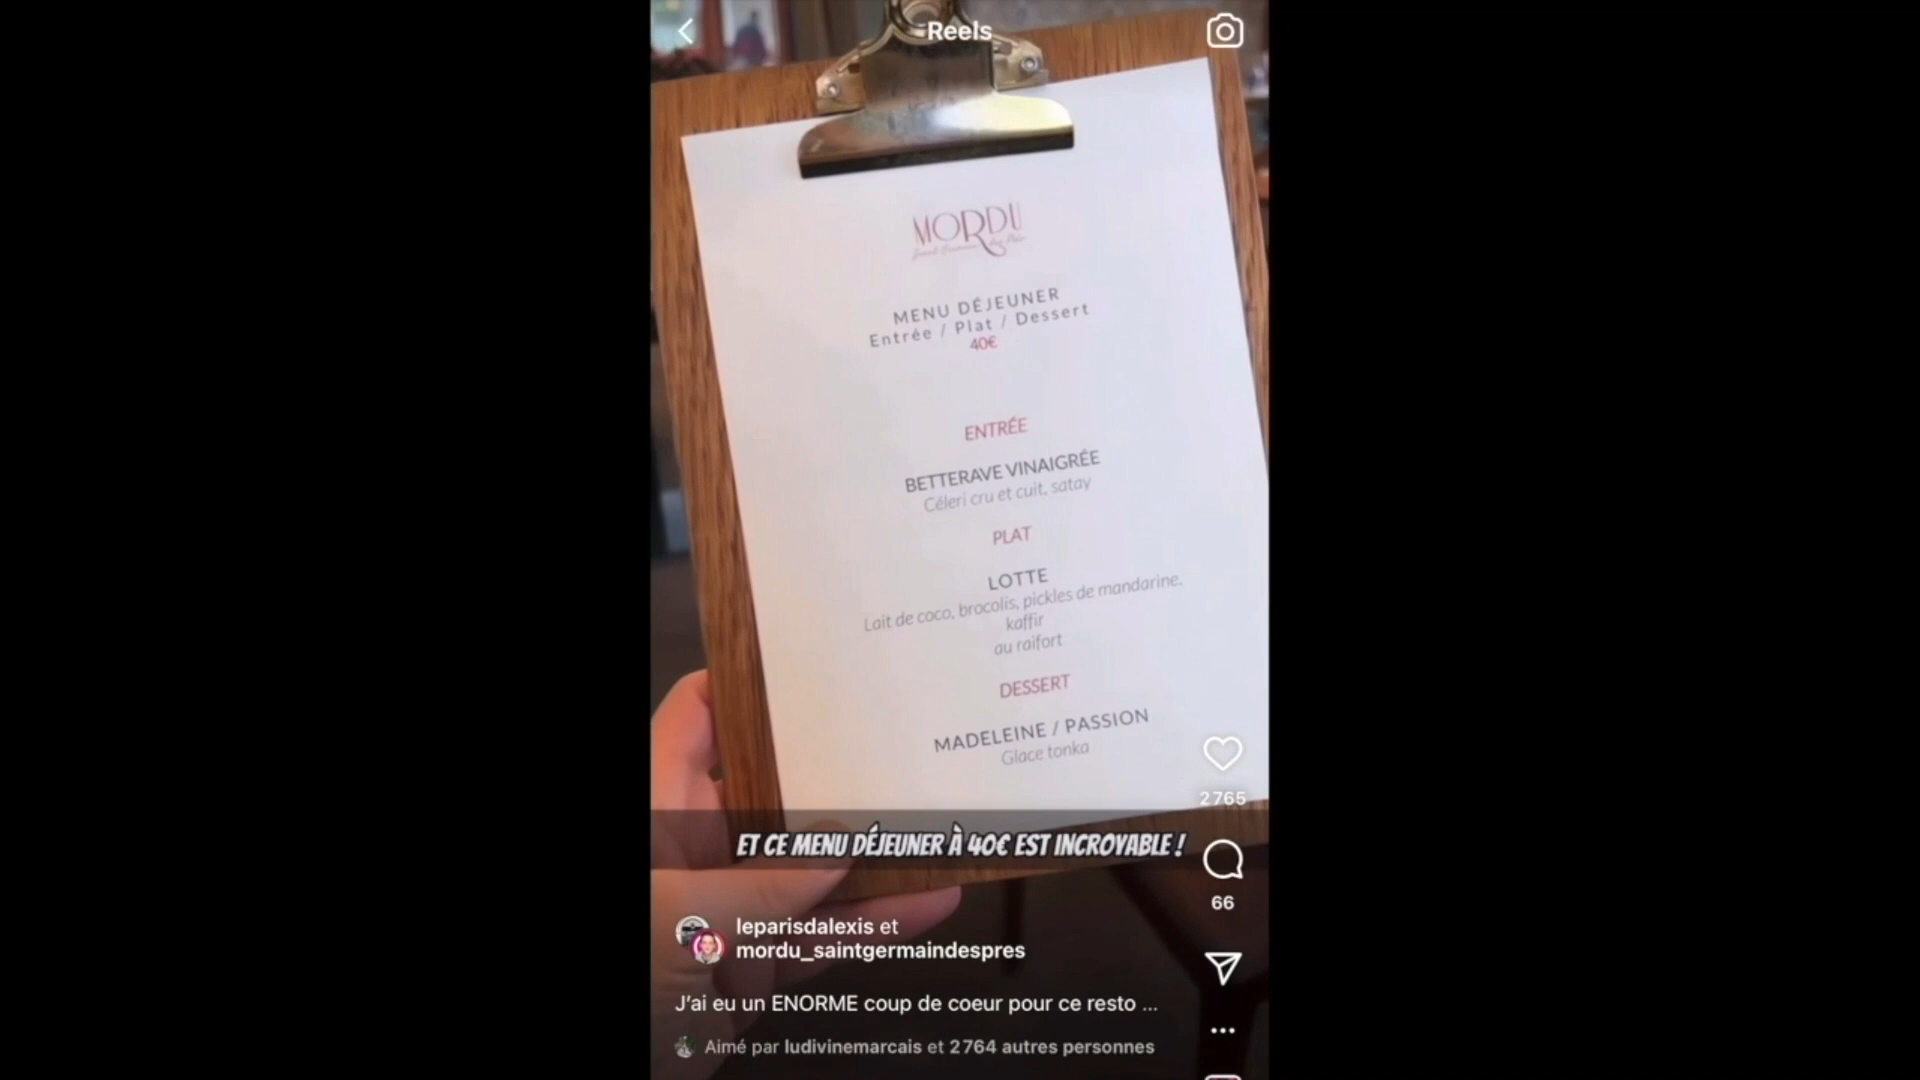 Reels
MORDU
MENU DÉJEUNER
Entrée / Plat / Dessert
40€
ENTRÉE
BETTERAVE VINAIGRÉE
Céleri cru et cuit, satay
PLAT
LOTTE
Lait de coco, brocolis, pickles de mandarine,
kaffir
au raifort
DESSERT
MADELEINE / PASSION
Glace tonka
2765
ET CE MENU DÉJEUNER À 40€ EST INCROYABLE !
66
leparisdalexis et
mordu_saintgermaindespres
J'ai eu un ENORME coup de coeur pour ce resto ...
Aimé par ludivinemarcais et 2 764 autres personnes